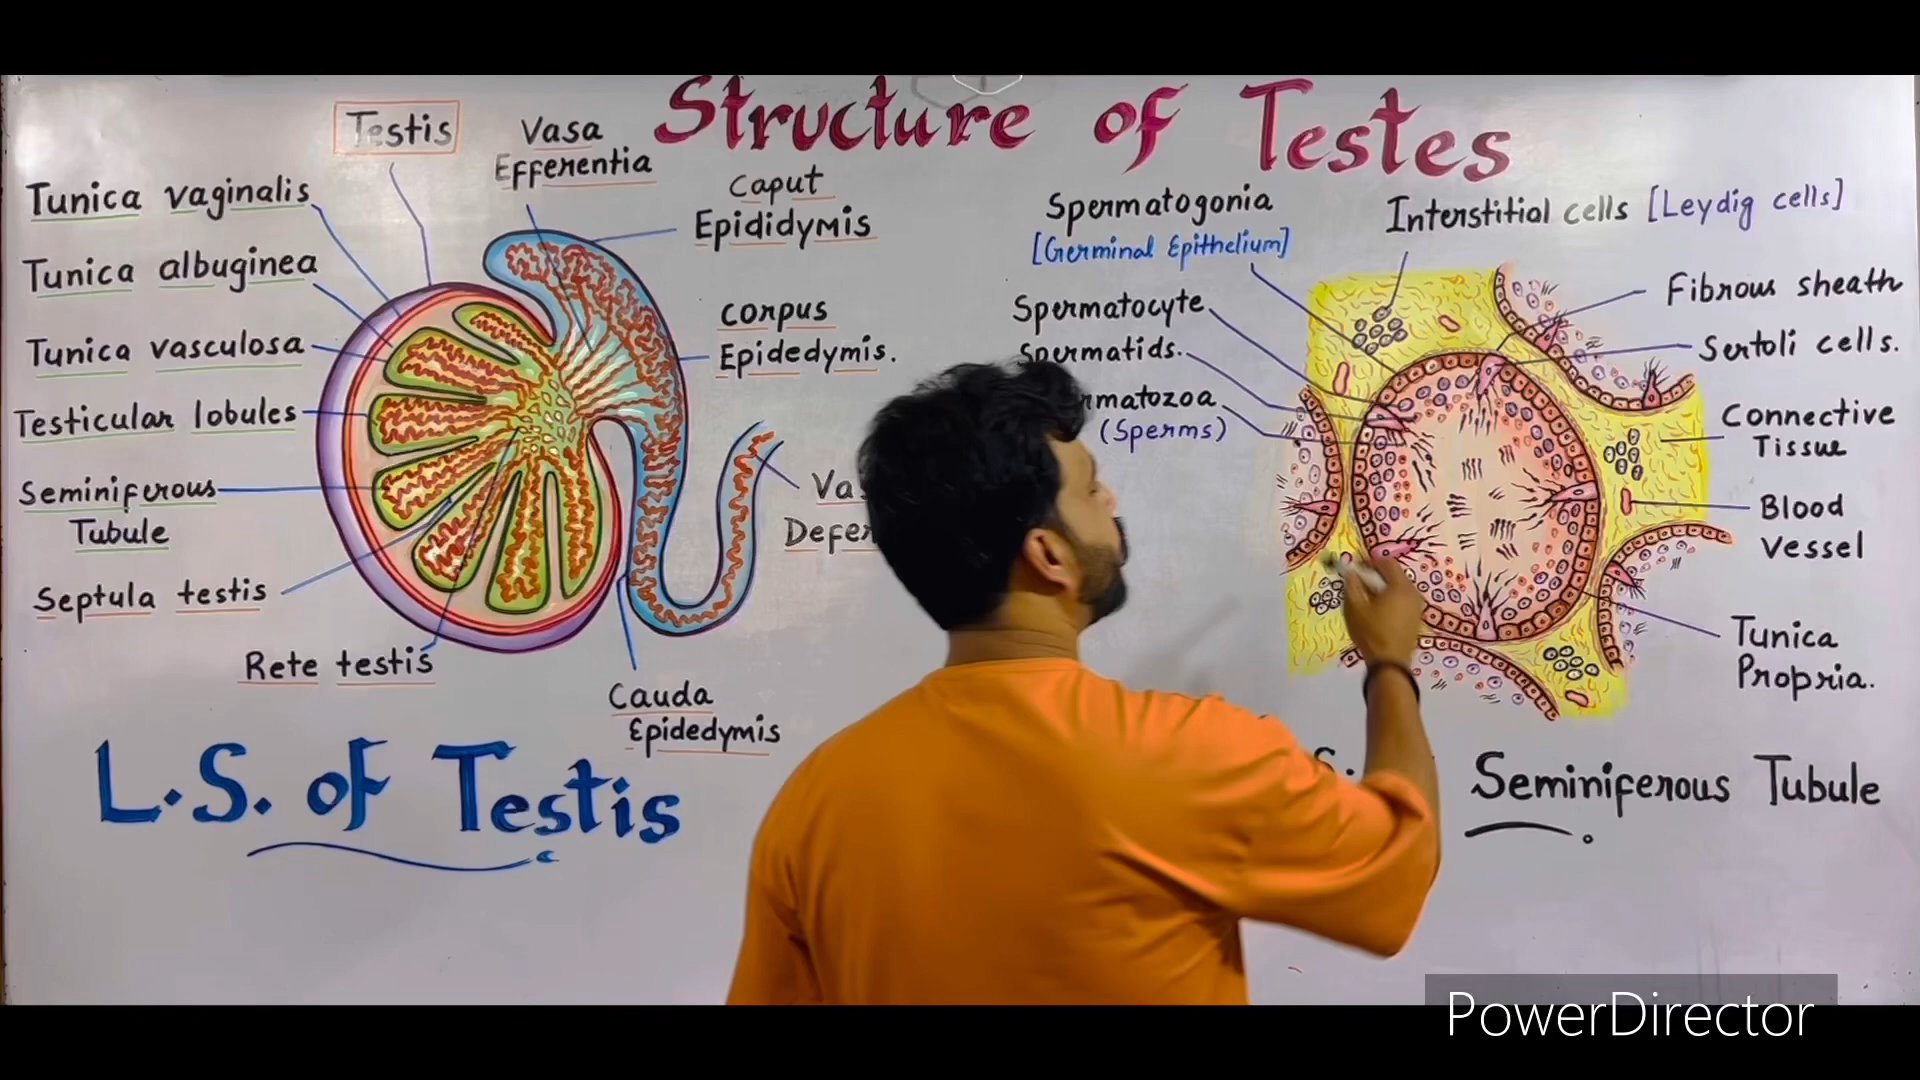 Structure of Testes
Testis
Vasa
Efferentia
Tunica vaginalis
Caput
Epididymis
Tunica albuginea
Corpus
Epidedymis.
Tunica vasculosa
Testicular lobules
Seminiferous
Tubule
Septula testis
Rete testis
Cauda
Epidedymis
L.S. of Testis
Spermatogonia
[Germinal Epithelium]
Interstitial cells [Leydig cells]
Spermatocyte
Fibrous sheath
Spermatids.
Sertoli cells.
matozoa
(Sperms)
Connective
Tissue
Blood
Vessel
Tunica
Propria.
S. Seminiferous Tubule
PowerDirector